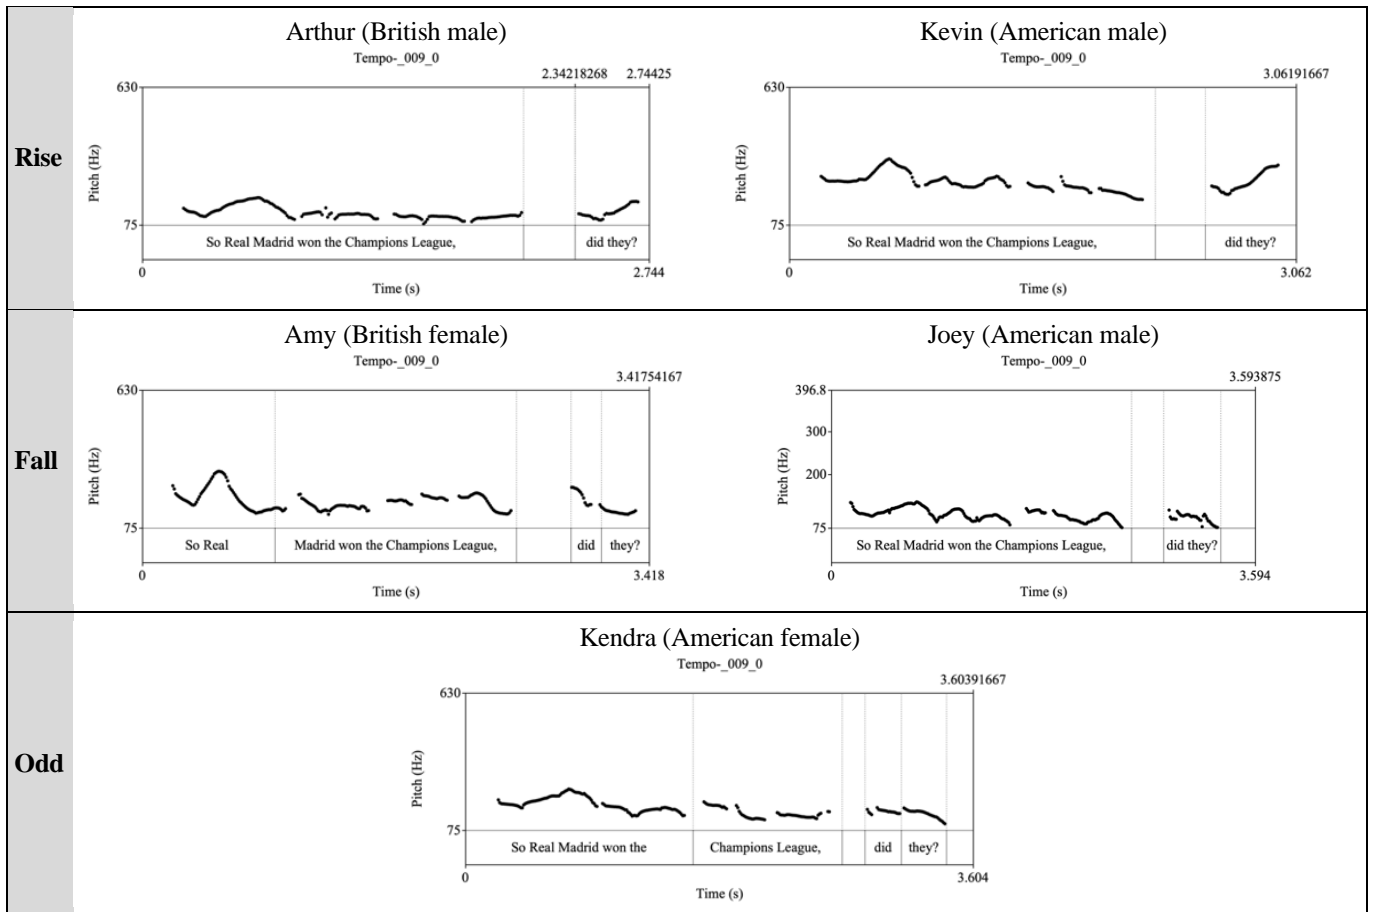 Arthur (British male)
Tempo-_009_0
2.34218268 2.74425
630
Pitch (Hz)
75
So Real Madrid won the Champions League, did they?
0 2.744
Time (s)
Kevin (American male)
Tempo-_009_0
3.06191667
630
Pitch (Hz)
75
So Real Madrid won the Champions League, did they?
0 3.062
Time (s)
Rise
Amy (British female)
Tempo-_009_0
3.41754167
630
Pitch (Hz)
75
So Real Madrid won the Champions League, did they?
0 3.418
Time (s)
Joey (American male)
Tempo-_009_0
3.593875
396.8
300
200
Pitch (Hz)
75
So Real Madrid won the Champions League, did they?
0 3.594
Time (s)
Fall
Kendra (American female)
Tempo-_009_0
3.60391667
630
Pitch (Hz)
75
So Real Madrid won the Champions League, did they?
0 3.604
Time (s)
Odd